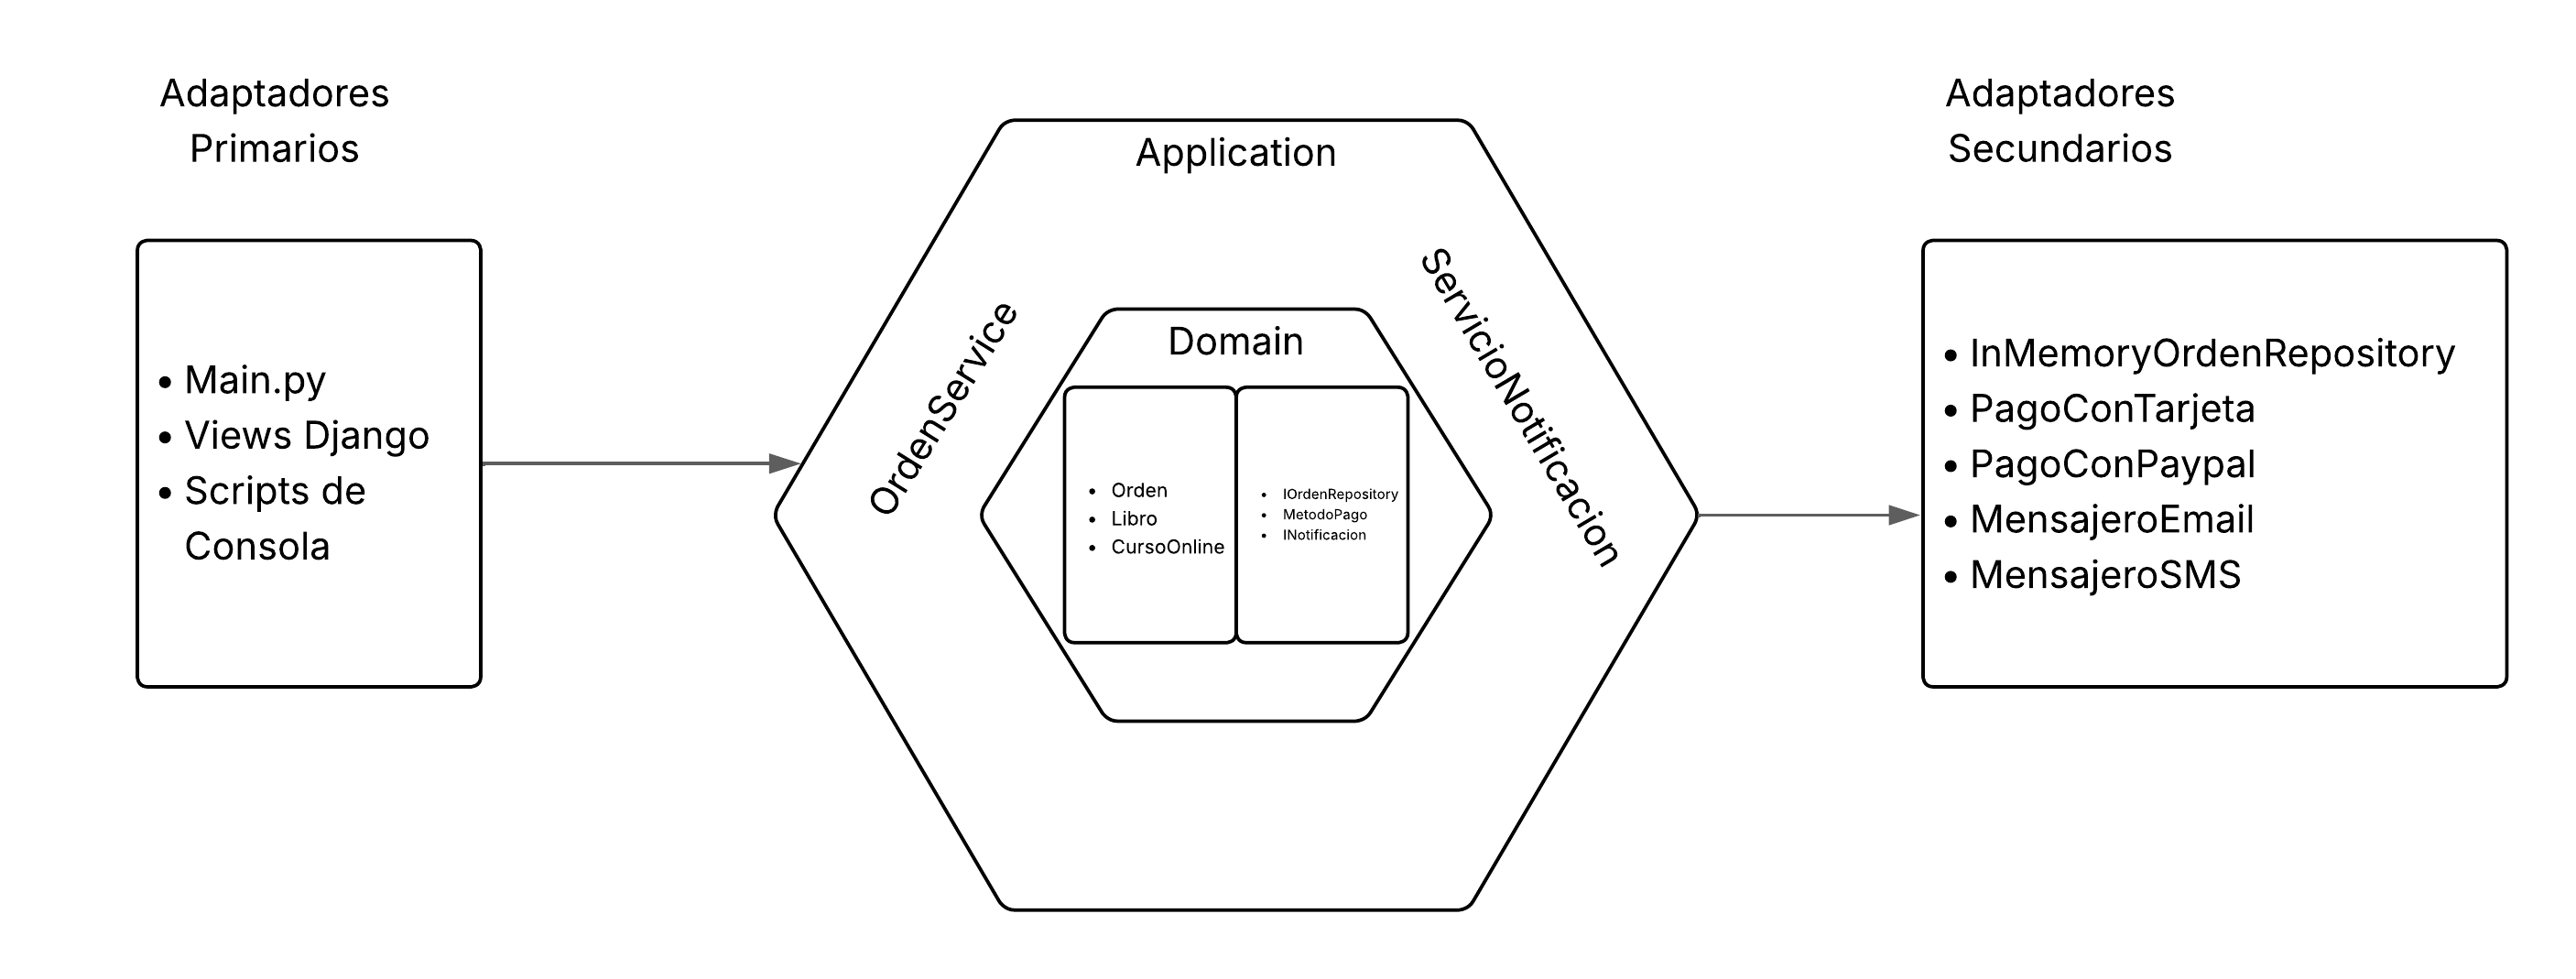 Adaptadores
Primarios
• Main.py
• Views Django
• Scripts de
Consola
Application
OrdenService
ServicioNotificacion
Domain
• Orden
• Libro
• CursoOnline
• IOrdenRepository
• MetodoPago
• INotificacion
Adaptadores
Secundarios
• InMemoryOrdenRepository
• PagoConTarjeta
• PagoConPaypal
• MensajeroEmail
• MensajeroSMS